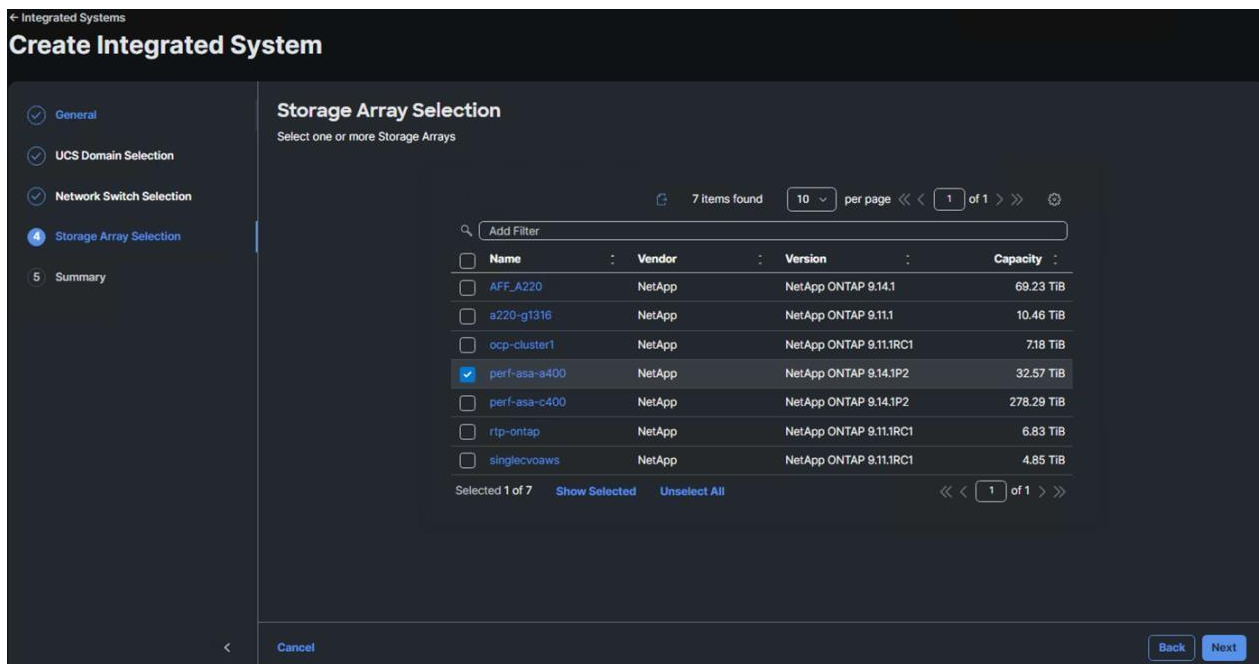 ← Integrated Systems
Create Integrated System
General
UCS Domain Selection
Network Switch Selection
4 Storage Array Selection
5 Summary
Storage Array Selection
Select one or more Storage Arrays
7 items found 10 per page 1 of 1
Add Filter
Name Vendor Version Capacity
AFF_A220 NetApp NetApp ONTAP 9.14.1 69.23 TiB
a220-g1316 NetApp NetApp ONTAP 9.11.1 10.46 TiB
ocp-cluster1 NetApp NetApp ONTAP 9.11.1RC1 7.18 TiB
perf-asa-a400 NetApp NetApp ONTAP 9.14.1P2 32.57 TiB
perf-asa-c400 NetApp NetApp ONTAP 9.14.1P2 278.29 TiB
rtp-ontap NetApp NetApp ONTAP 9.11.1RC1 6.83 TiB
singlecvoaws NetApp NetApp ONTAP 9.11.1RC1 4.85 TiB
Selected 1 of 7 Show Selected Unselect All 1 of 1
Cancel Back Next